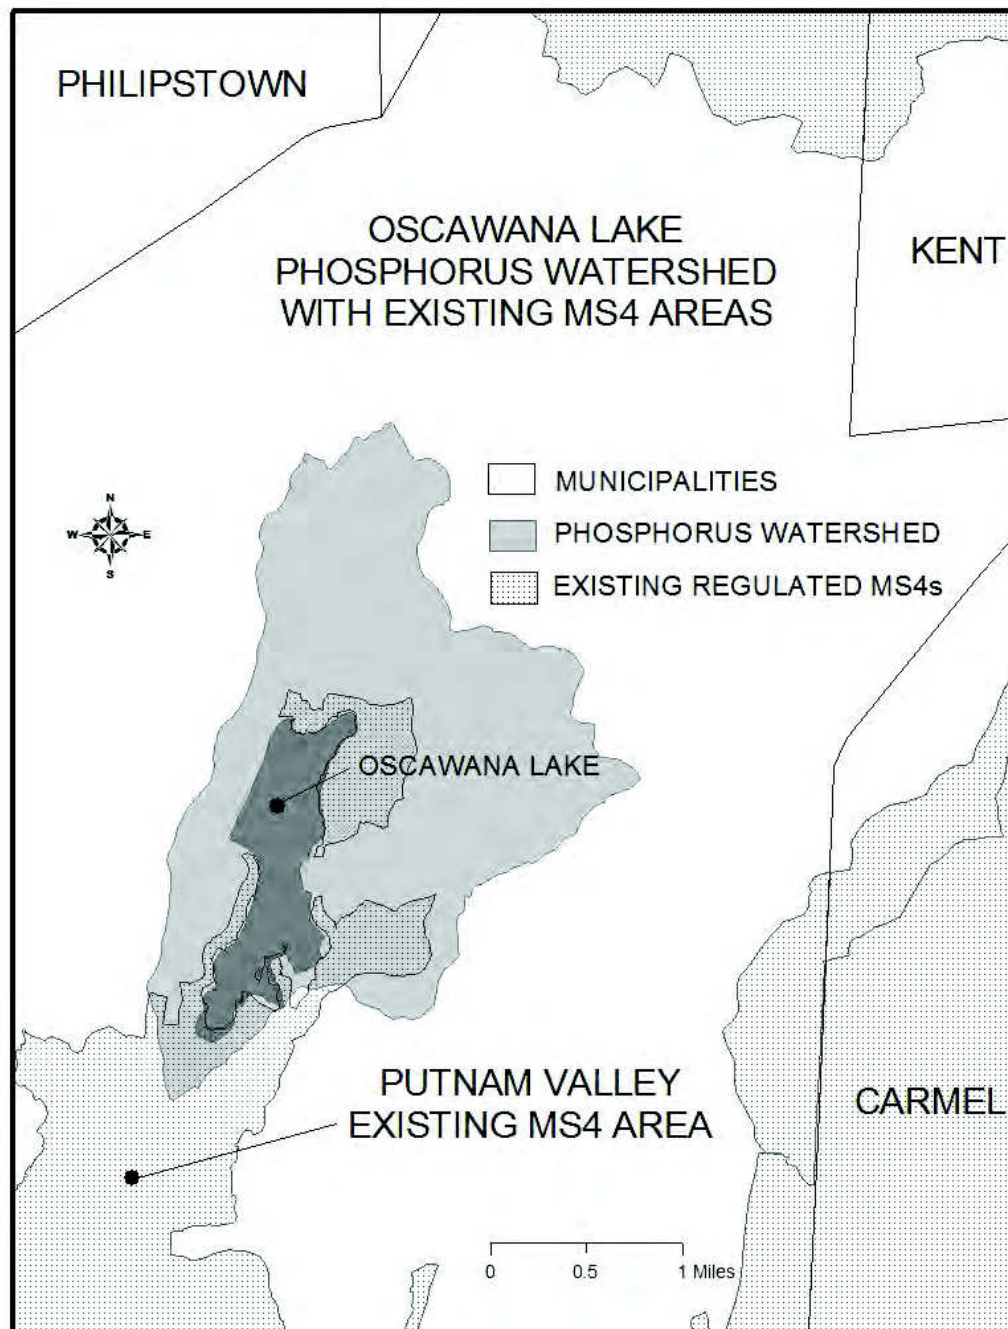 PHILIPSTOWN
OSCAWANA LAKE
PHOSPHORUS WATERSHED
WITH EXISTING MS4 AREAS
KENT
MUNICIPALITIES
PHOSPHORUS WATERSHED
EXISTING REGULATED MS4s
N
W E
S
OSCAWANA LAKE
PUTNAM VALLEY
EXISTING MS4 AREA
CARMEL
0 0.5 1 Miles